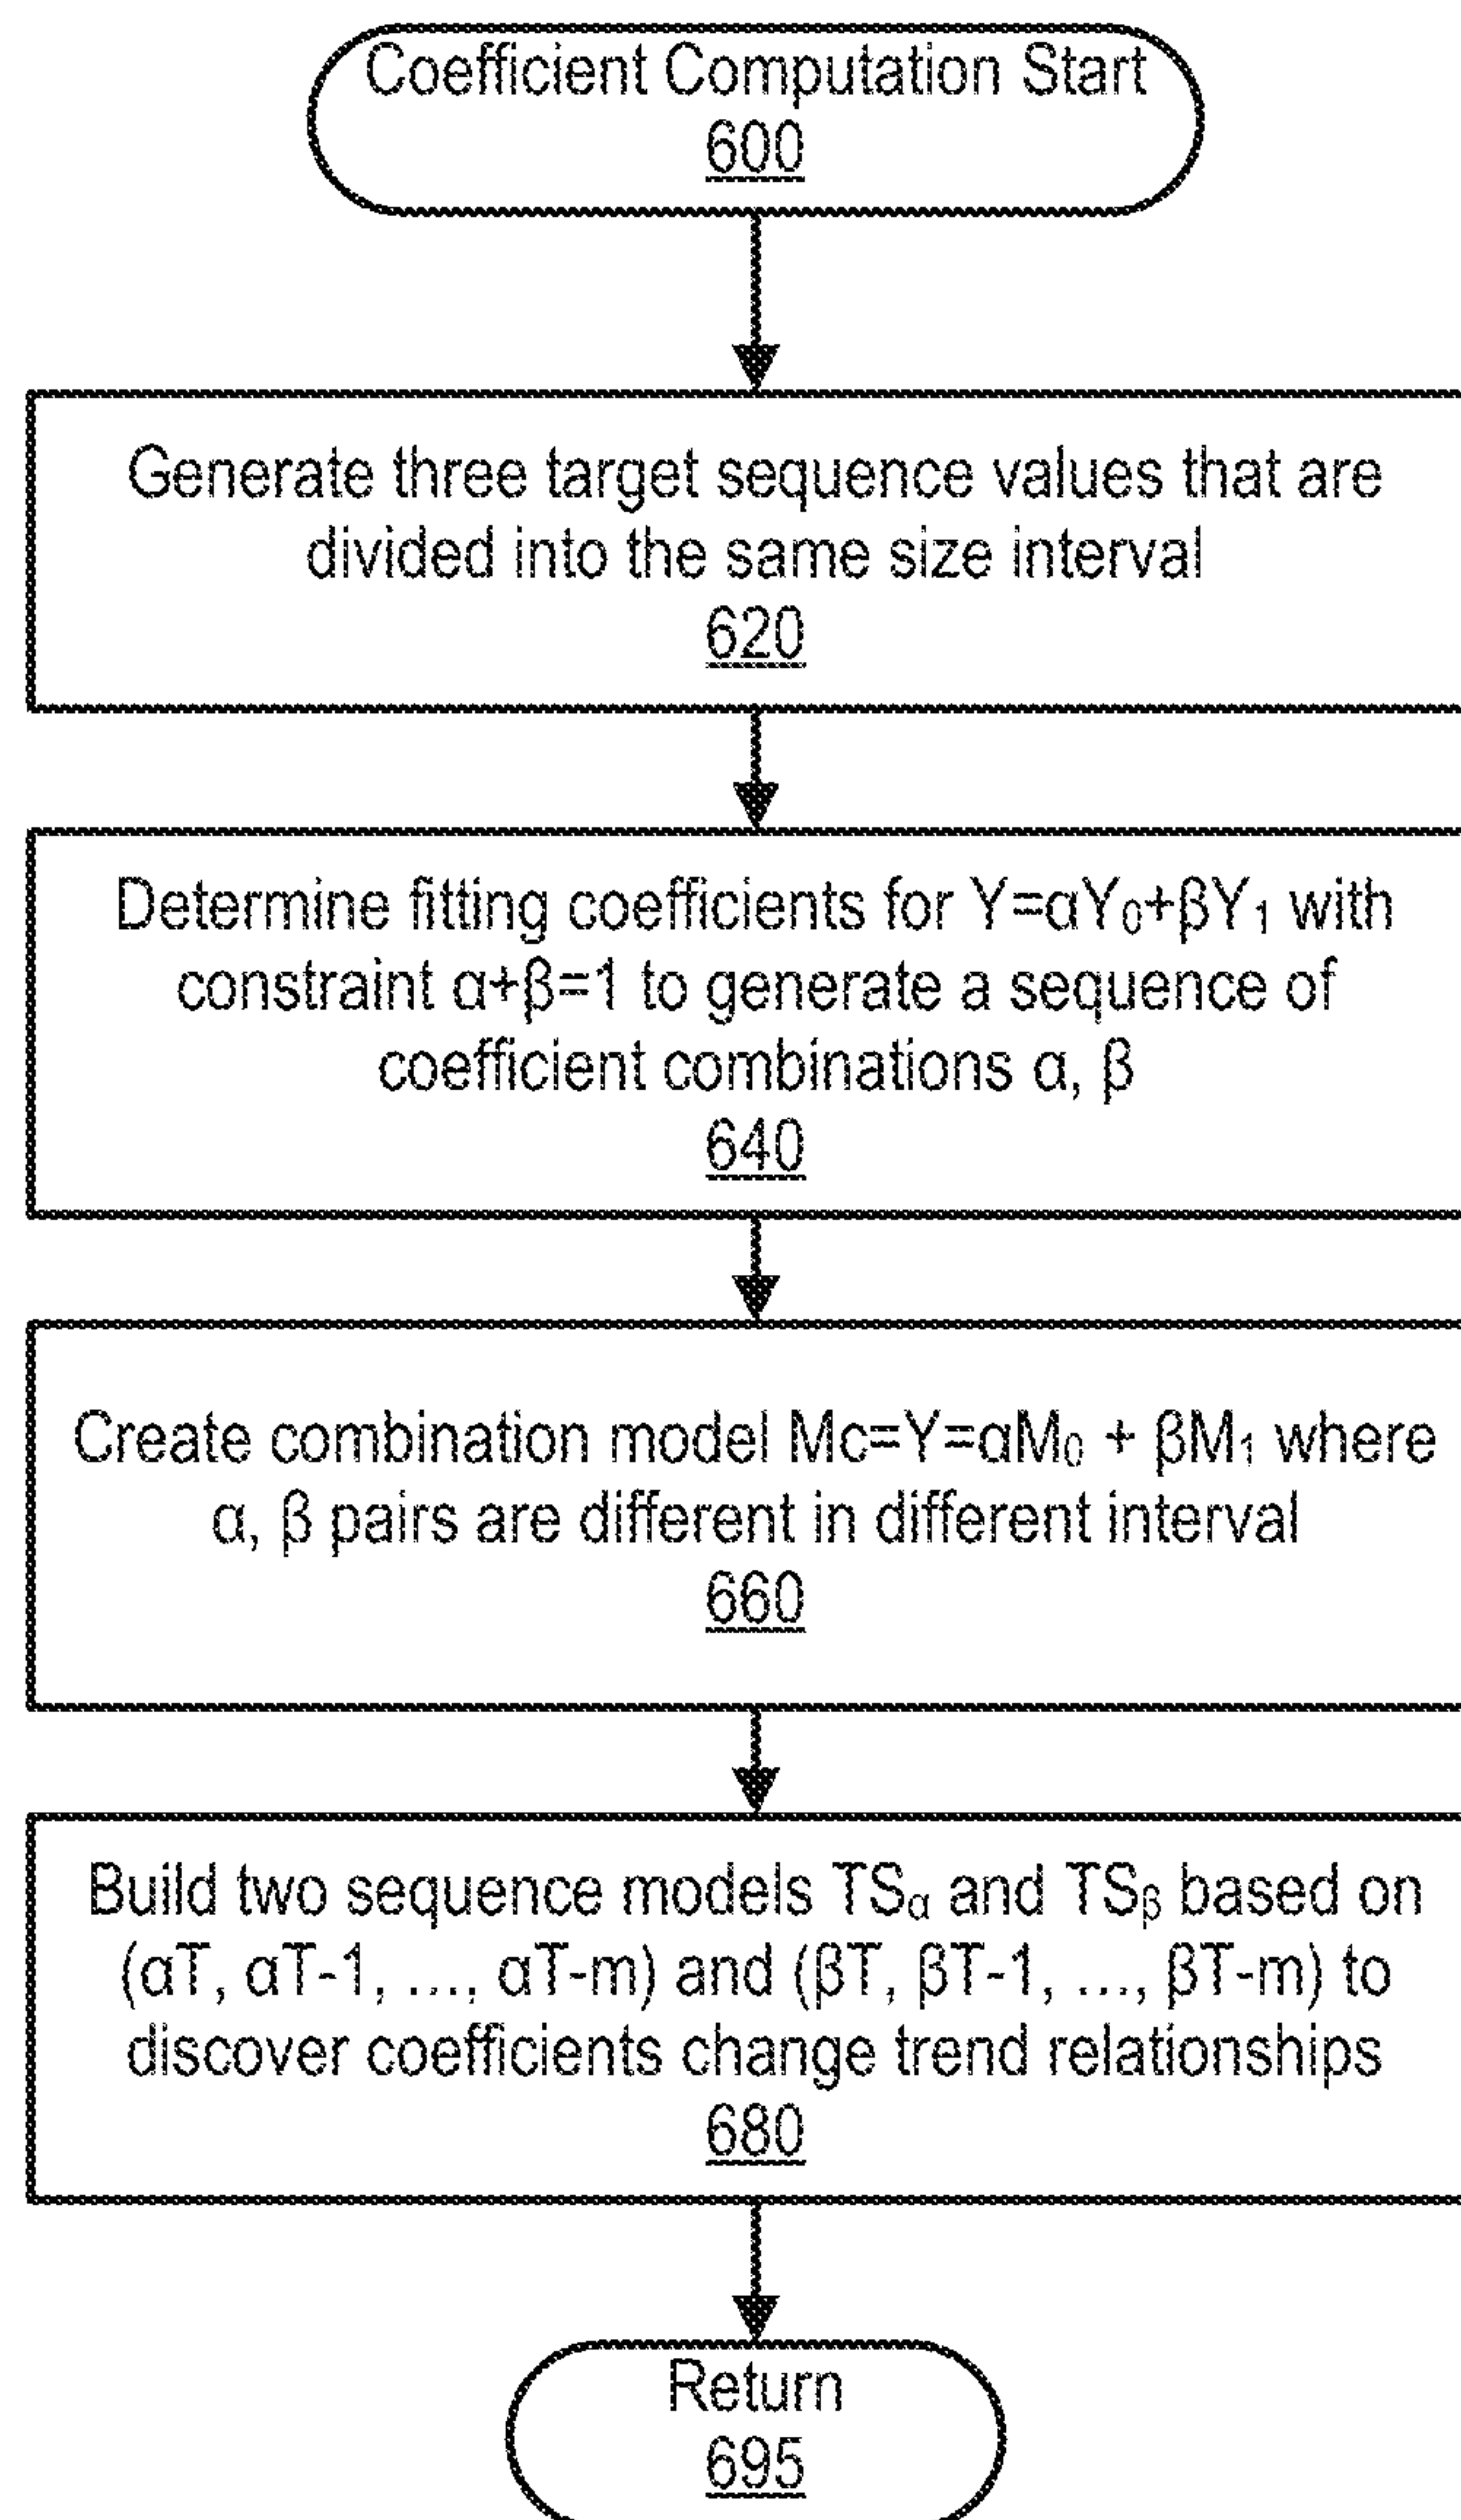 Coefficient Computation Start
600
Generate three target sequence values that are
divided into the same size interval
620
Determine fitting coefficients for Y=αY₀+βY₁ with
constraint α+β=1 to generate a sequence of
coefficient combinations α, β
640
Create combination model Mc=Y=αM₀ + βM₁ where
α, β pairs are different in different interval
660
Build two sequence models TSα and TSβ based on
(αT, αT-1, ..., αT-m) and (βT, βT-1, ..., βT-m) to
discover coefficients change trend relationships
680
Return
695